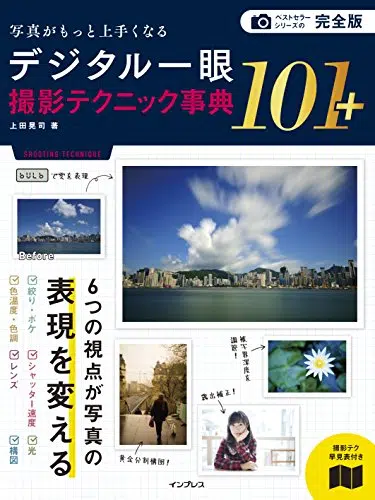 写真がもっと上手くなる
ベストセラー
シリーズの
完全版
デジタル一眼
撮影テクニック事典
101+
上田晃司 著
SHOOTING TECHNIQUE
bulbで変える表現
Before
6つの視点が写真の
表現を変える
絞り・ボケ
シャッター速度
光
色温度・色調
レンズ
構図
露出補正!
黄金分割構図!
撮影テク
早見表付き
インプレス